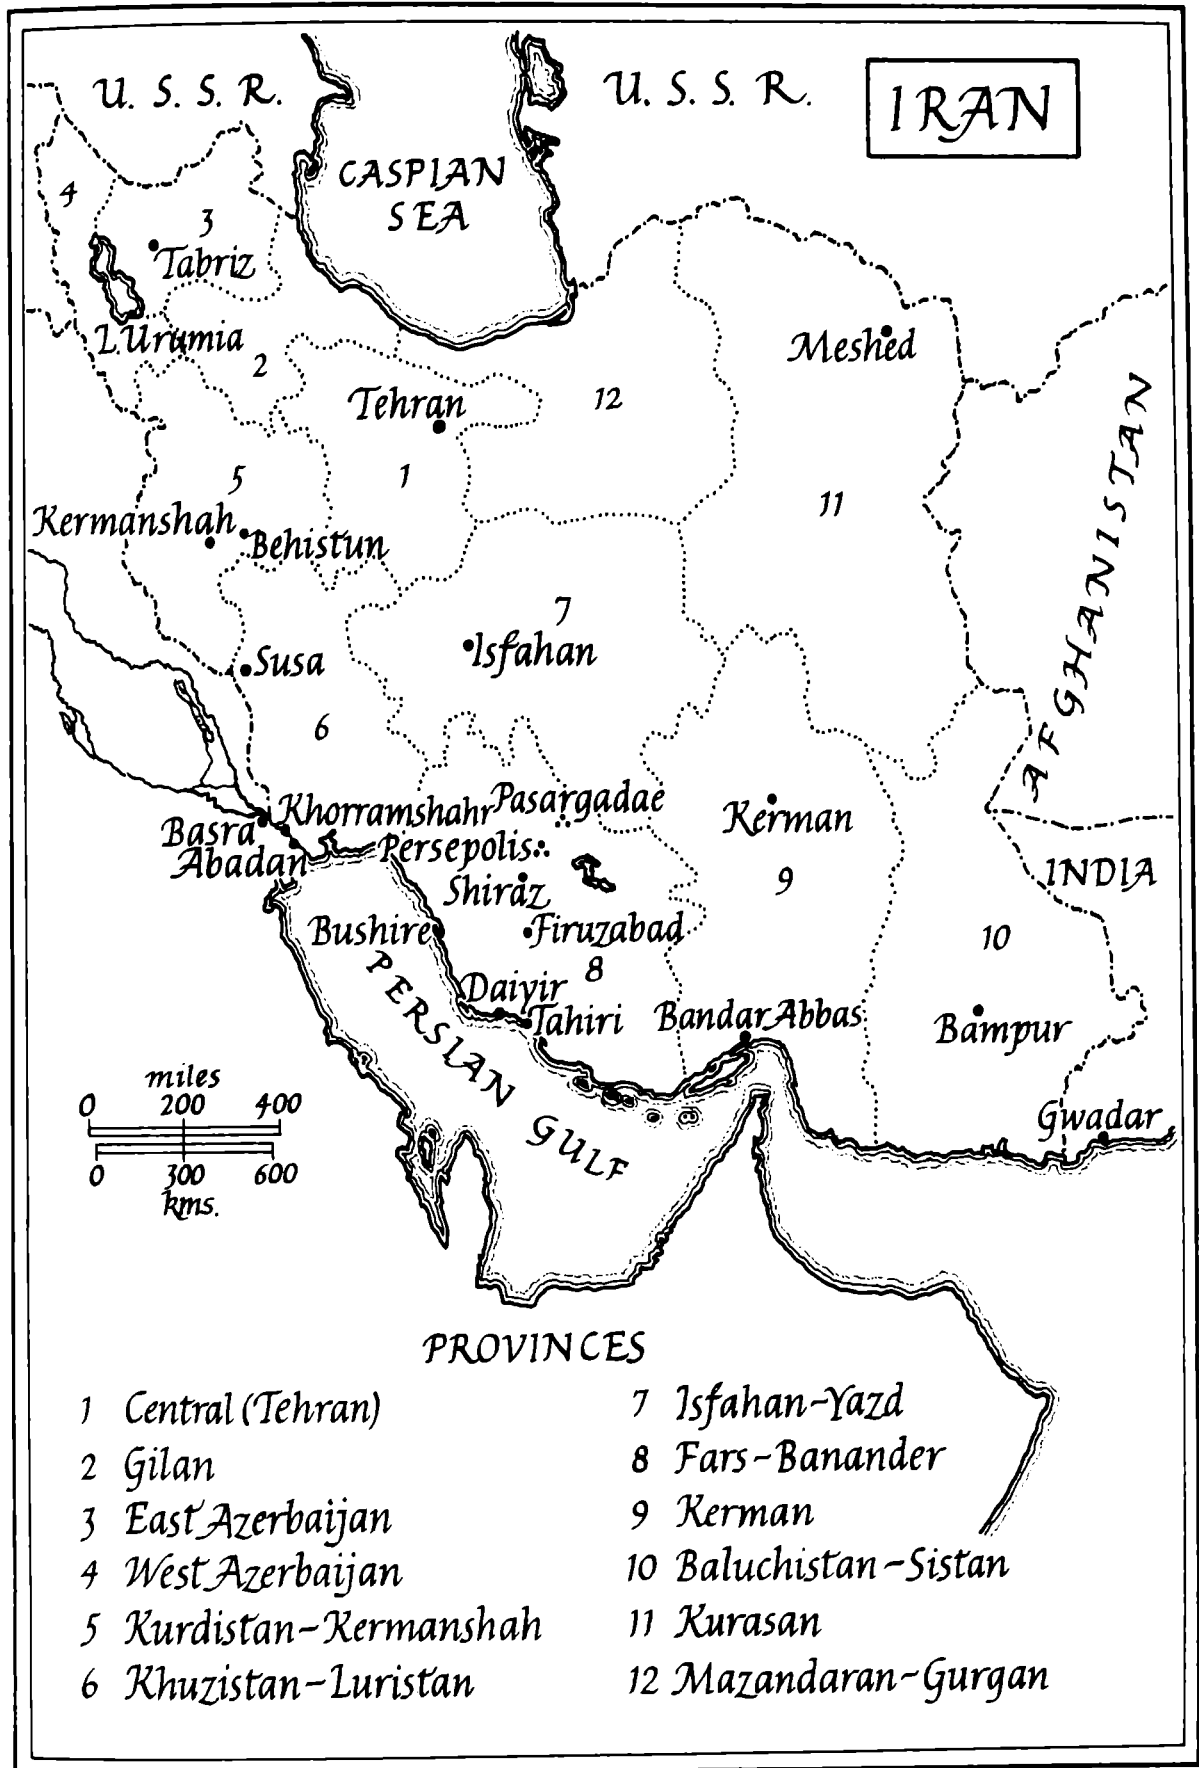 U. S. S. R.
U. S. S. R.
IRAN
CASPIAN
SEA
4
3
Tabriz
L. Urumia
2
Meshed
Tehran
12
AFGHANISTAN
5
1
11
Kermanshah
Behistun
7
Isfahan
Susa
6
Khorramshahr
Pasargadae
Kerman
Basra
Abadan
Persepolis
INDIA
Shiraz
9
Bushire
Firuzabad
10
8
PERSIAN GULF
Daiyir
Tahiri
Bandar Abbas
Bampur
Gwadar
miles
0 200 400
0 300 600
kms.
PROVINCES
1 Central (Tehran)
2 Gilan
3 East Azerbaijan
4 West Azerbaijan
5 Kurdistan-Kermanshah
6 Khuzistan-Luristan
7 Isfahan-Yazd
8 Fars-Banander
9 Kerman
10 Baluchistan-Sistan
11 Kurasan
12 Mazandaran-Gurgan